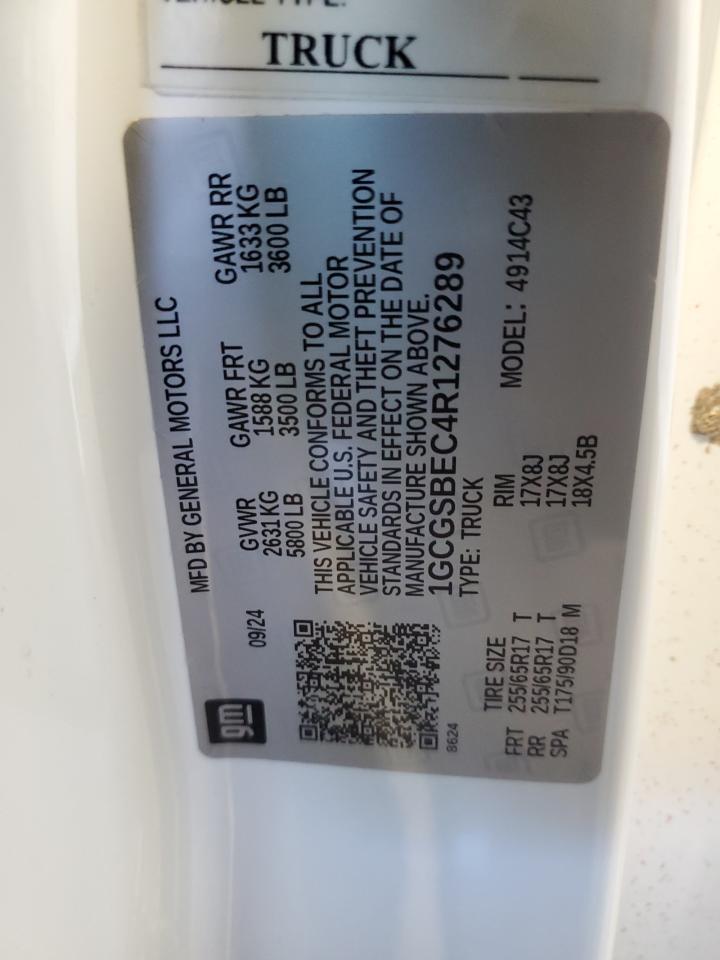 VEHICLE TYPE:
TRUCK
gm
MFD BY GENERAL MOTORS LLC
09/24
GVWR GAWR FRT GAWR RR
2631 KG 1588 KG 1633 KG
5800 LB 3500 LB 3600 LB
THIS VEHICLE CONFORMS TO ALL
APPLICABLE U.S. FEDERAL MOTOR
VEHICLE SAFETY AND THEFT PREVENTION
STANDARDS IN EFFECT ON THE DATE OF
MANUFACTURE SHOWN ABOVE.
1GCGSBEC4R1276289
8624
TYPE: TRUCK MODEL: 4914C43
TIRE SIZE RIM
FRT 255/65R17 T 17X8J
RR 255/65R17 T 17X8J
SPA T175/90D18 M 18X4.5B